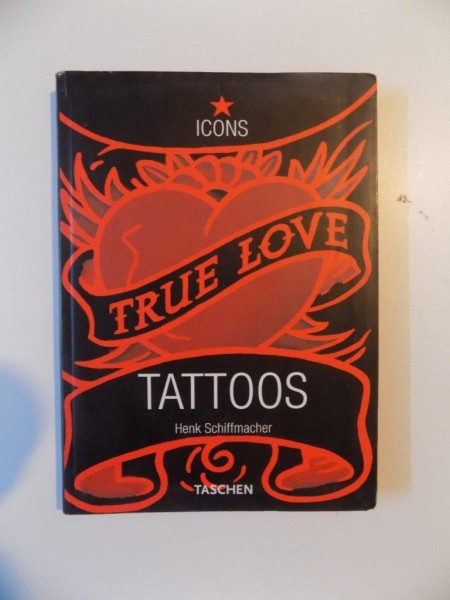 ICONS
TRUE LOVE
TATTOOS
Henk Schiffmacher
TASCHEN